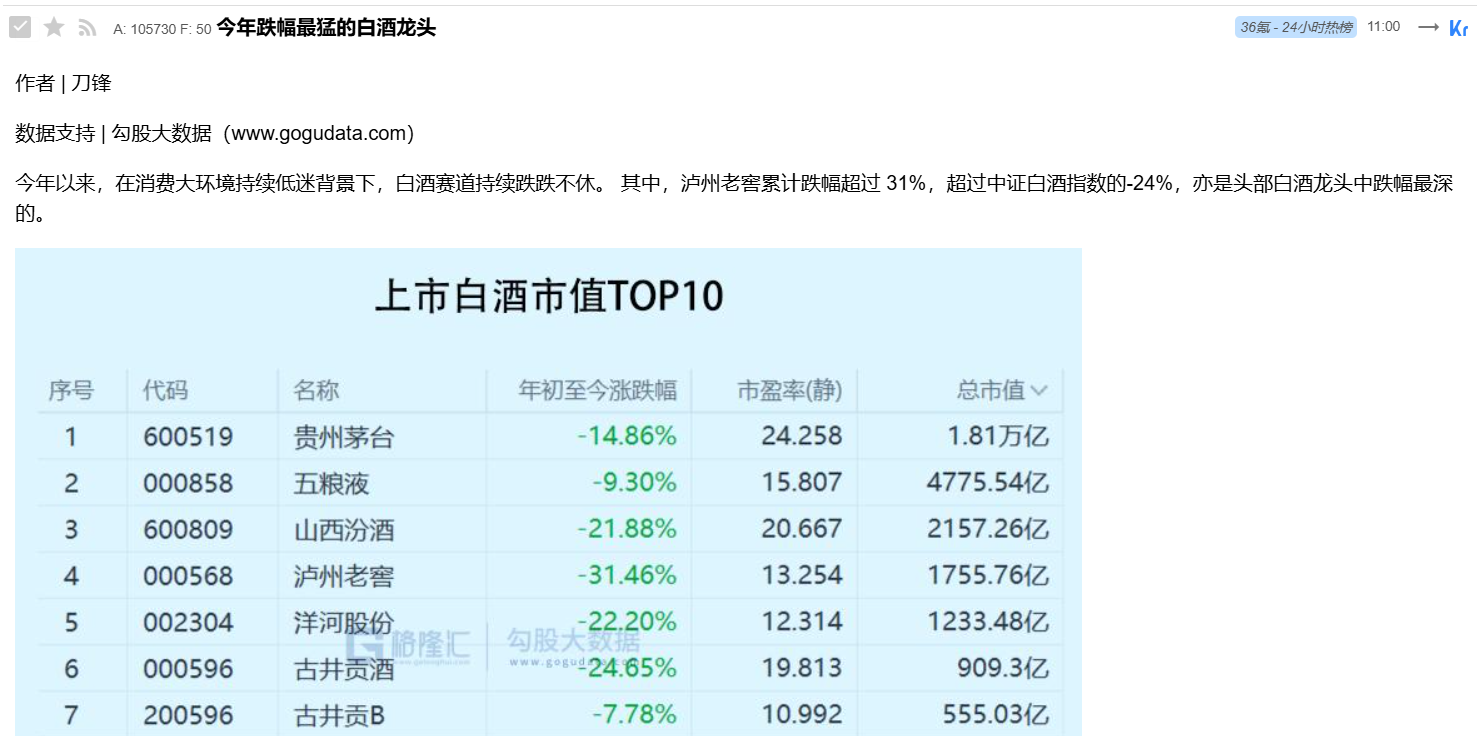 A: 105730 F: 50 今年跌幅最猛的白酒龙头 36氪 - 24小时热榜 11:00
作者 | 刀锋
数据支持 | 勾股大数据（www.gogudata.com）
今年以来，在消费大环境持续低迷背景下，白酒赛道持续跌跌不休。 其中，泸州老窖累计跌幅超过 31%，超过中证白酒指数的-24%，亦是头部白酒龙头中跌幅最深
的。
上市白酒市值TOP10
序号 代码 名称 年初至今涨跌幅 市盈率(静) 总市值
1 600519 贵州茅台 -14.86% 24.258 1.81万亿
2 000858 五粮液 -9.30% 15.807 4775.54亿
3 600809 山西汾酒 -21.88% 20.667 2157.26亿
4 000568 泸州老窖 -31.46% 13.254 1755.76亿
5 002304 洋河股份 -22.20% 12.314 1233.48亿
格隆汇 勾股大数据
6 000596 古井贡酒 -24.65% 19.813 909.3亿
7 200596 古井贡B -7.78% 10.992 555.03亿